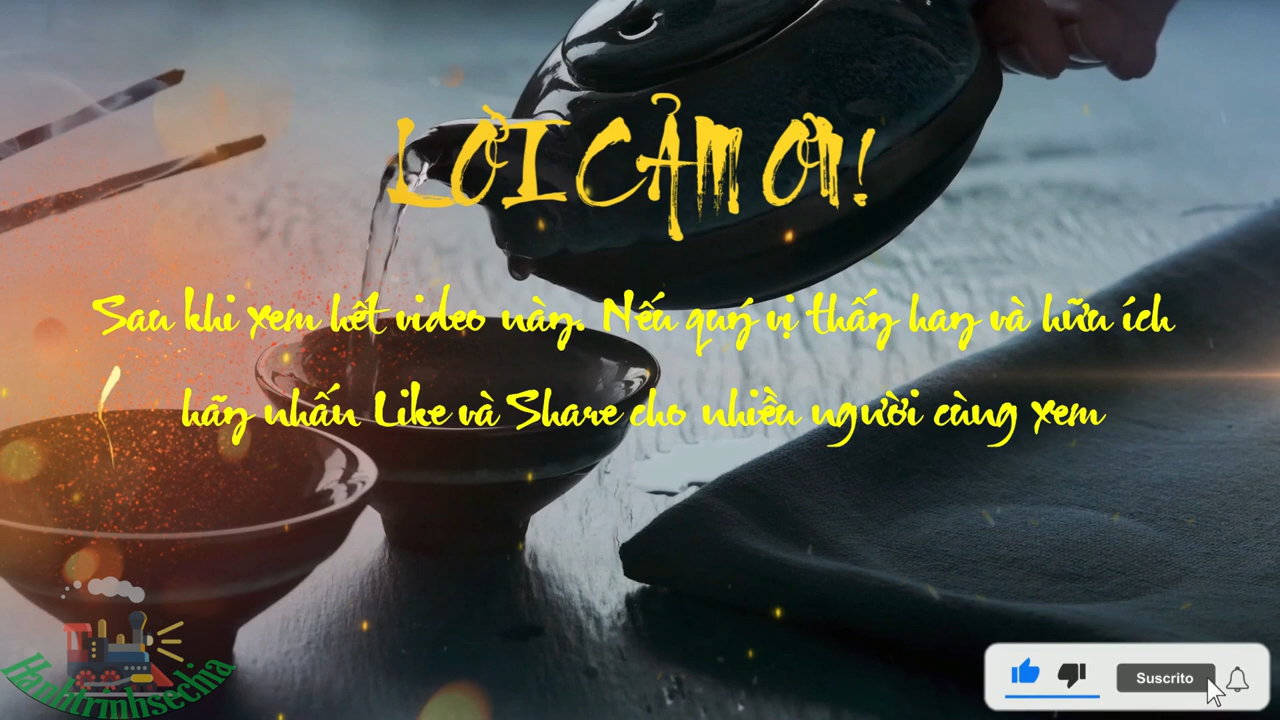 LỜI CẢM ƠN!
Sau khi xem hết video này. Nếu quý vị thấy hay và hữu ích
hãy nhấn Like và Share cho nhiều người cùng xem
Hanhtrinhsechia
Suscrito